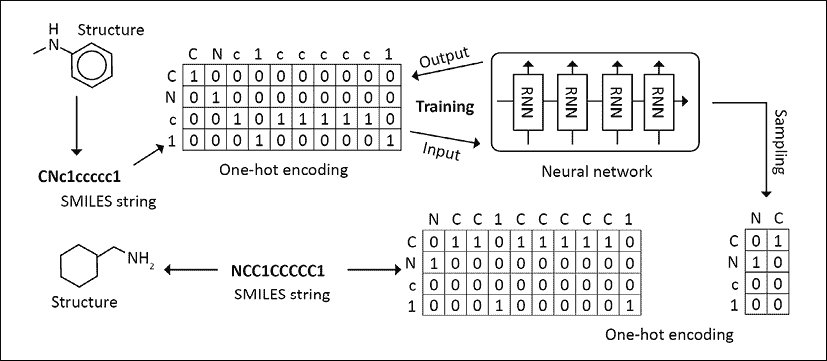 H
N
Structure
CNc1ccccc1
SMILES string
C N c 1 c c c c c 1
C 1 0 0 0 0 0 0 0 0 0
N 0 1 0 0 0 0 0 0 0 0
c 0 0 1 0 1 1 1 1 1 0
1 0 0 0 1 0 0 0 0 0 1
One-hot encoding
Output
Training
Input
RNN RNN RNN RNN
Neural network
Sampling
N C
C 0 1
N 1 0
c 0 0
1 0 0
N C C 1 C C C C C 1
C 0 1 1 0 1 1 1 1 1 0
N 1 0 0 0 0 0 0 0 0 0
c 0 0 0 0 0 0 0 0 0 0
1 0 0 0 1 0 0 0 0 0 1
One-hot encoding
NCC1CCCCC1
SMILES string
NH2
Structure